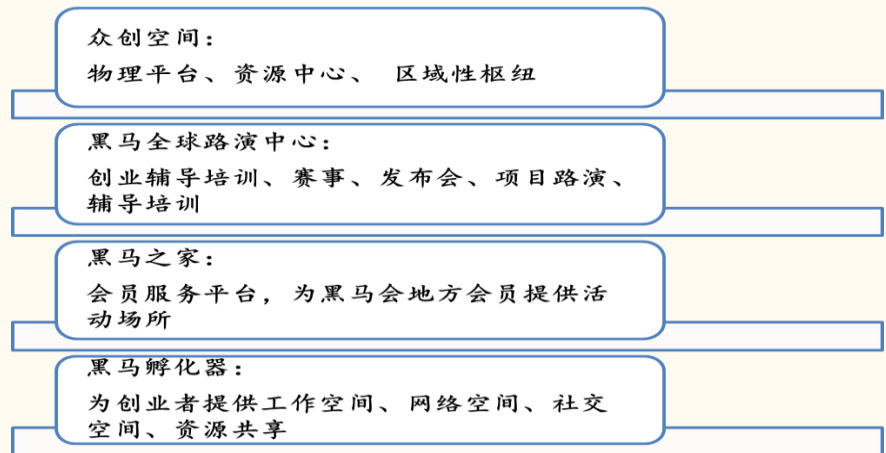 众创空间：
物理平台、资源中心、 区域性枢纽
黑马全球路演中心：
创业辅导培训、赛事、发布会、项目路演、
辅导培训
黑马之家：
会员服务平台，为黑马会地方会员提供活
动场所
黑马孵化器：
为创业者提供工作空间、网络空间、社交
空间、资源共享